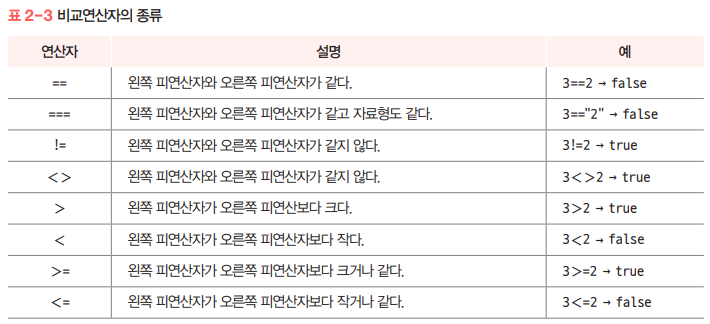 표 2-3 비교연산자의 종류
연산자 설명 예
== 왼쪽 피연산자와 오른쪽 피연산자가 같다. 3==2 → false
=== 왼쪽 피연산자와 오른쪽 피연산자가 같고 자료형도 같다. 3=="2" → false
!= 왼쪽 피연산자와 오른쪽 피연산자가 같지 않다. 3!=2 → true
<> 왼쪽 피연산자와 오른쪽 피연산자가 같지 않다. 3<>2 → true
> 왼쪽 피연산자가 오른쪽 피연산보다 크다. 3>2 → true
< 왼쪽 피연산자가 오른쪽 피연산자보다 작다. 3<2 → false
>= 왼쪽 피연산자가 오른쪽 피연산자보다 크거나 같다. 3>=2 → true
<= 왼쪽 피연산자가 오른쪽 피연산자보다 작거나 같다. 3<=2 → false